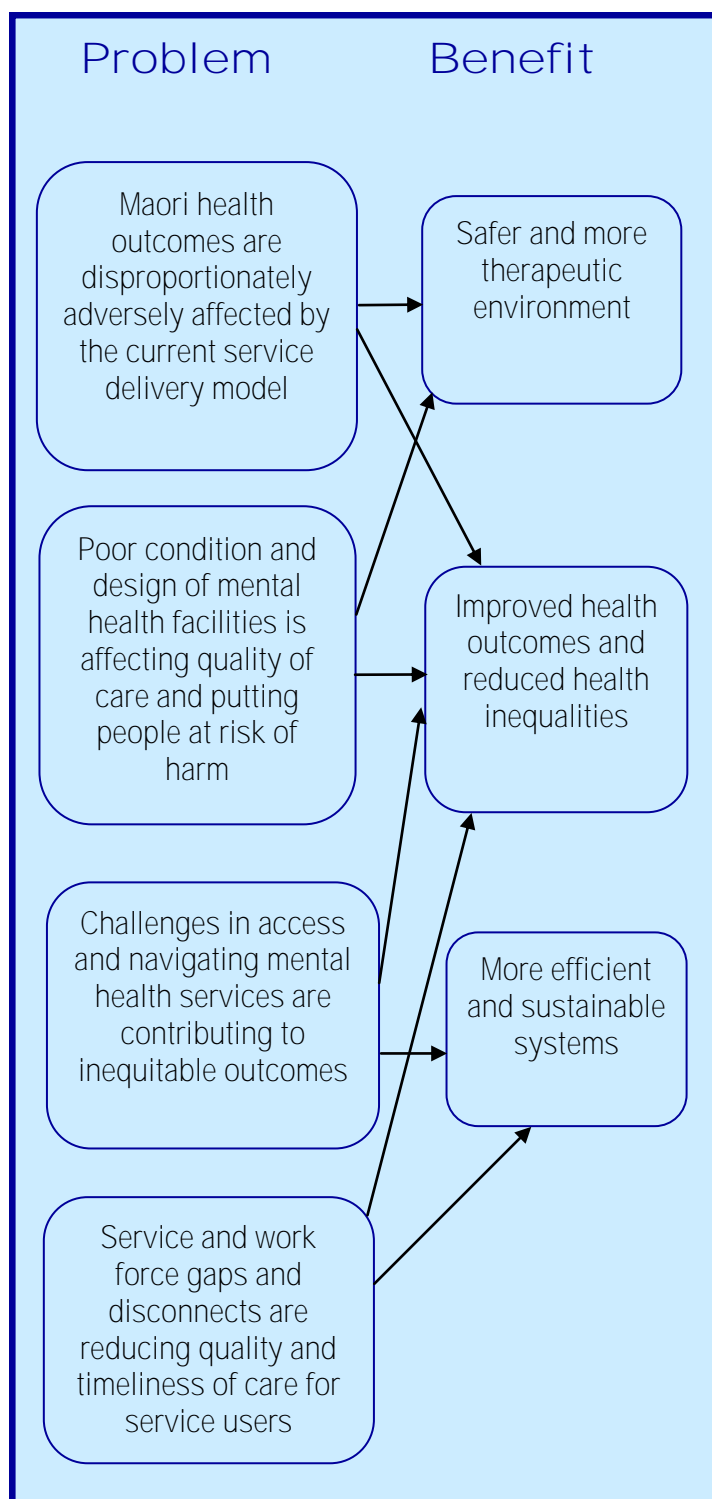 Problem
Benefit
Maori health
outcomes are
disproportionately
adversely affected by
the current service
delivery model
Safer and more
therapeutic
environment
Poor condition and
design of mental
health facilities is
affecting quality of
care and putting
people at risk of
harm
Improved health
outcomes and
reduced health
inequalities
Challenges in access
and navigating mental
health services are
contributing to
inequitable outcomes
More efficient
and sustainable
systems
Service and work
force gaps and
disconnects are
reducing quality and
timeliness of care for
service users